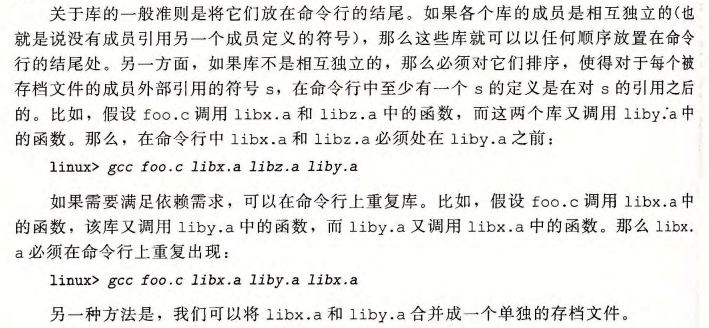 关于库的一般准则是将它们放在命令行的结尾。如果各个库的成员是相互独立的(也
就是说没有成员引用另一个成员定义的符号)，那么这些库就可以以任何顺序放置在命令
行的结尾处。另一方面，如果库不是相互独立的，那么必须对它们排序，使得对于每个被
存档文件的成员外部引用的符号 s，在命令行中至少有一个 s 的定义是在对 s 的引用之后
的。比如，假设 foo.c 调用 libx.a 和 libz.a 中的函数，而这两个库又调用 liby.a 中
的函数。那么，在命令行中 libx.a 和 libz.a 必须处在 liby.a 之前：
linux> gcc foo.c libx.a libz.a liby.a
如果需要满足依赖需求，可以在命令行上重复库。比如，假设 foo.c 调用 libx.a 中
的函数，该库又调用 liby.a 中的函数，而 liby.a 又调用 libx.a 中的函数。那么 libx.
a 必须在命令行上重复出现：
linux> gcc foo.c libx.a liby.a libx.a
另一种方法是，我们可以将 libx.a 和 liby.a 合并成一个单独的存档文件。